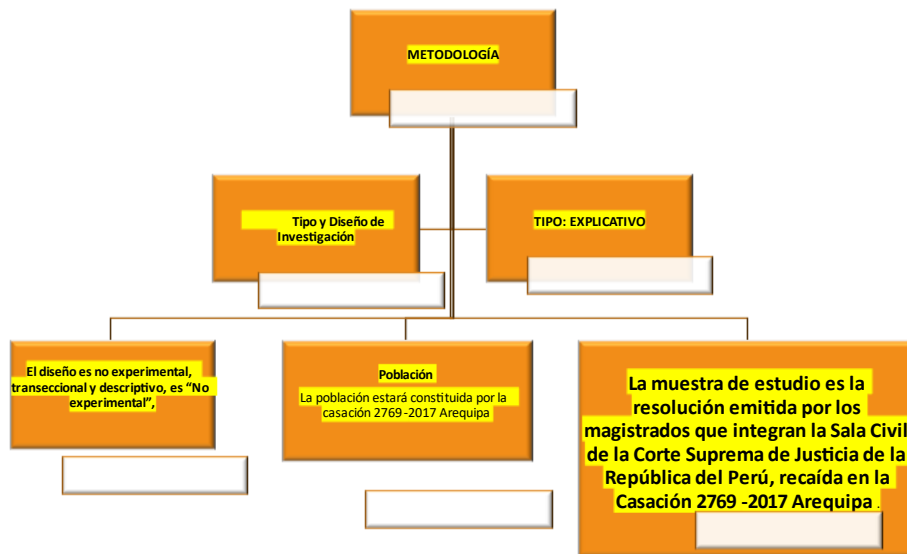 METODOLOGÍA
Tipo y Diseño de
Investigación
TIPO: EXPLICATIVO
El diseño es no experimental,
transeccional y descriptivo, es “No
experimental”,
Población
La población estará constituida por la
casación 2769 -2017 Arequipa
La muestra de estudio es la
resolución emitida por los
magistrados que integran la Sala Civil
de la Corte Suprema de Justicia de la
República del Perú, recaída en la
Casación 2769 -2017 Arequipa .